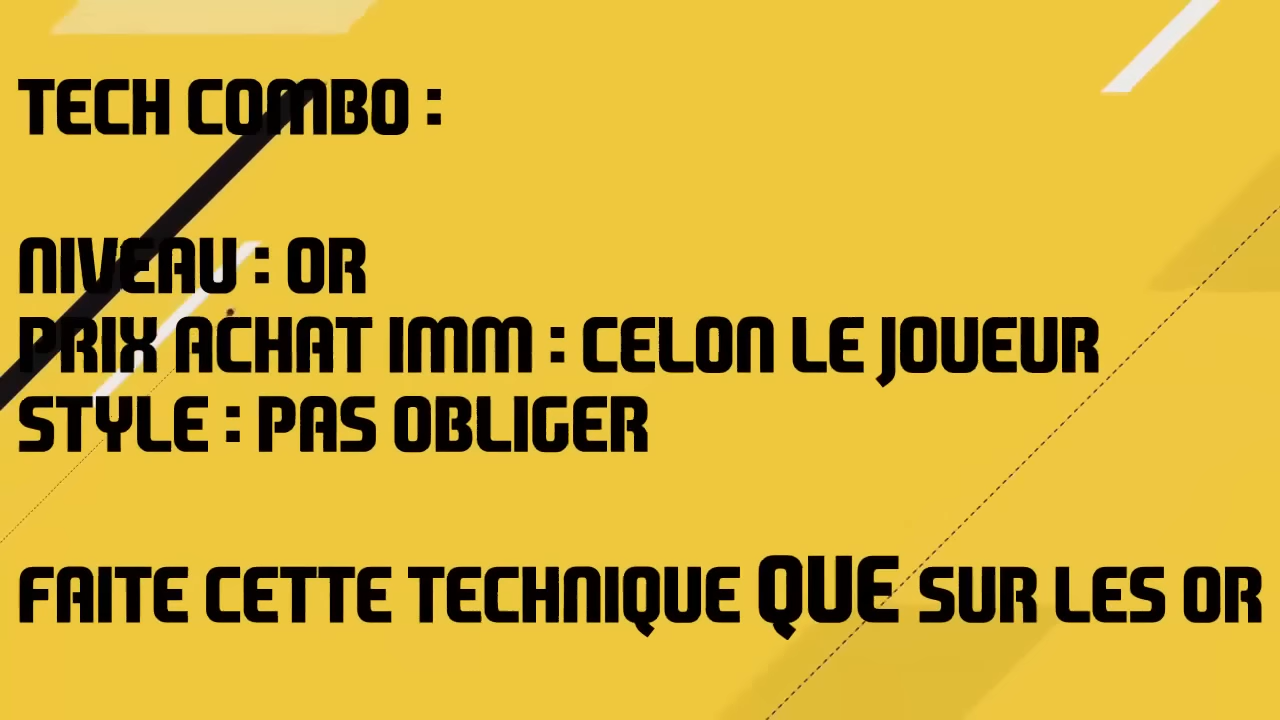 TECH COMBO :
NIVEAU : OR
PRIX ACHAT IMM : CELON LE JOUEUR
STYLE : PAS OBLIGER
FAITE CETTE TECHNIQUE QUE SUR LES OR